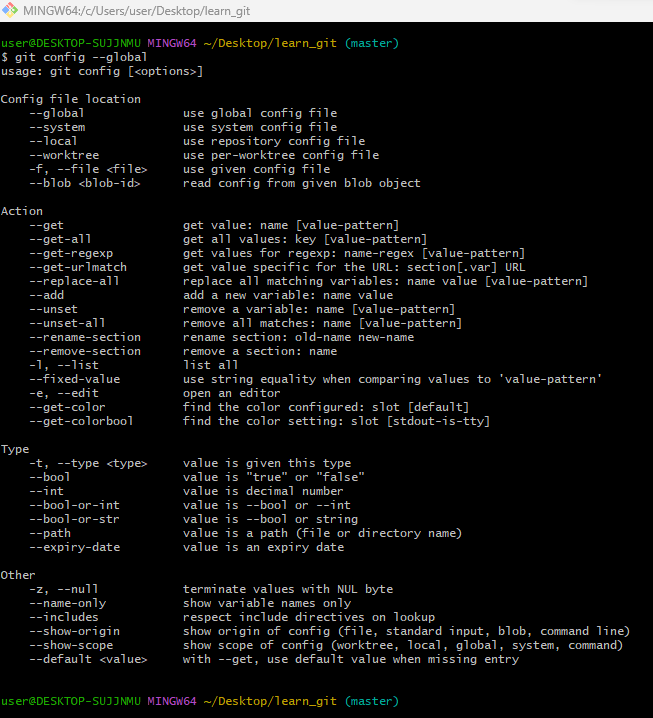 MINGW64:/c/Users/user/Desktop/learn_git
user@DESKTOP-SUJJNMU MINGW64 ~/Desktop/learn_git (master)
$ git config --global
usage: git config [<options>]
Config file location
--global use global config file
--system use system config file
--local use repository config file
--worktree use per-worktree config file
-f, --file <file> use given config file
--blob <blob-id> read config from given blob object
Action
--get get value: name [value-pattern]
--get-all get all values: key [value-pattern]
--get-regexp get values for regexp: name-regex [value-pattern]
--get-urlmatch get value specific for the URL: section[.var] URL
--replace-all replace all matching variables: name value [value-pattern]
--add add a new variable: name value
--unset remove a variable: name [value-pattern]
--unset-all remove all matches: name [value-pattern]
--rename-section rename section: old-name new-name
--remove-section remove a section: name
-l, --list list all
--fixed-value use string equality when comparing values to 'value-pattern'
-e, --edit open an editor
--get-color find the color configured: slot [default]
--get-colorbool find the color setting: slot [stdout-is-tty]
Type
-t, --type <type> value is given this type
--bool value is "true" or "false"
--int value is decimal number
--bool-or-int value is --bool or --int
--bool-or-str value is --bool or string
--path value is a path (file or directory name)
--expiry-date value is an expiry date
Other
-z, --null terminate values with NUL byte
--name-only show variable names only
--includes respect include directives on lookup
--show-origin show origin of config (file, standard input, blob, command line)
--show-scope show scope of config (worktree, local, global, system, command)
--default <value> with --get, use default value when missing entry
user@DESKTOP-SUJJNMU MINGW64 ~/Desktop/learn_git (master)